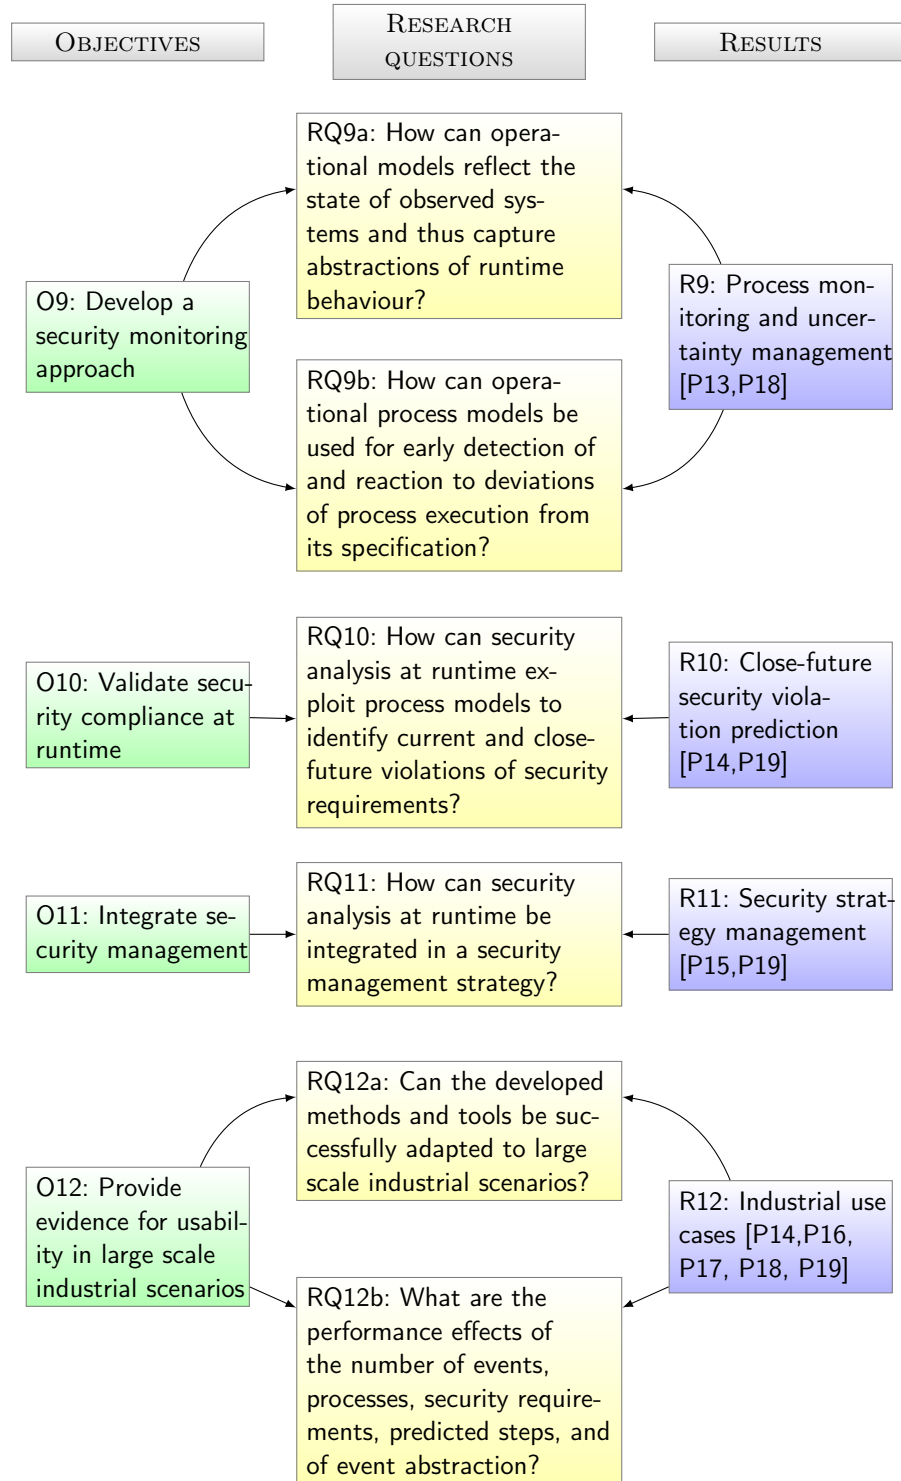 OBJECTIVES
RESEARCH
QUESTIONS
RESULTS
RQ9a: How can opera-
tional models reflect the
state of observed sys-
tems and thus capture
abstractions of runtime
behaviour?
O9: Develop a
security monitoring
approach
R9: Process mon-
itoring and uncer-
tainty management
[P13,P18]
RQ9b: How can opera-
tional process models be
used for early detection of
and reaction to deviations
of process execution from
its specification?
O10: Validate secu-
rity compliance at
runtime
RQ10: How can security
analysis at runtime ex-
ploit process models to
identify current and close-
future violations of security
requirements?
R10: Close-future
security viola-
tion prediction
[P14,P19]
O11: Integrate se-
curity management
RQ11: How can security
analysis at runtime be
integrated in a security
management strategy?
R11: Security strat-
egy management
[P15,P19]
RQ12a: Can the developed
methods and tools be suc-
cessfully adapted to large
scale industrial scenarios?
O12: Provide
evidence for usabil-
ity in large scale
industrial scenarios
R12: Industrial use
cases [P14,P16,
P17, P18, P19]
RQ12b: What are the
performance effects of
the number of events,
processes, security require-
ments, predicted steps, and
of event abstraction?